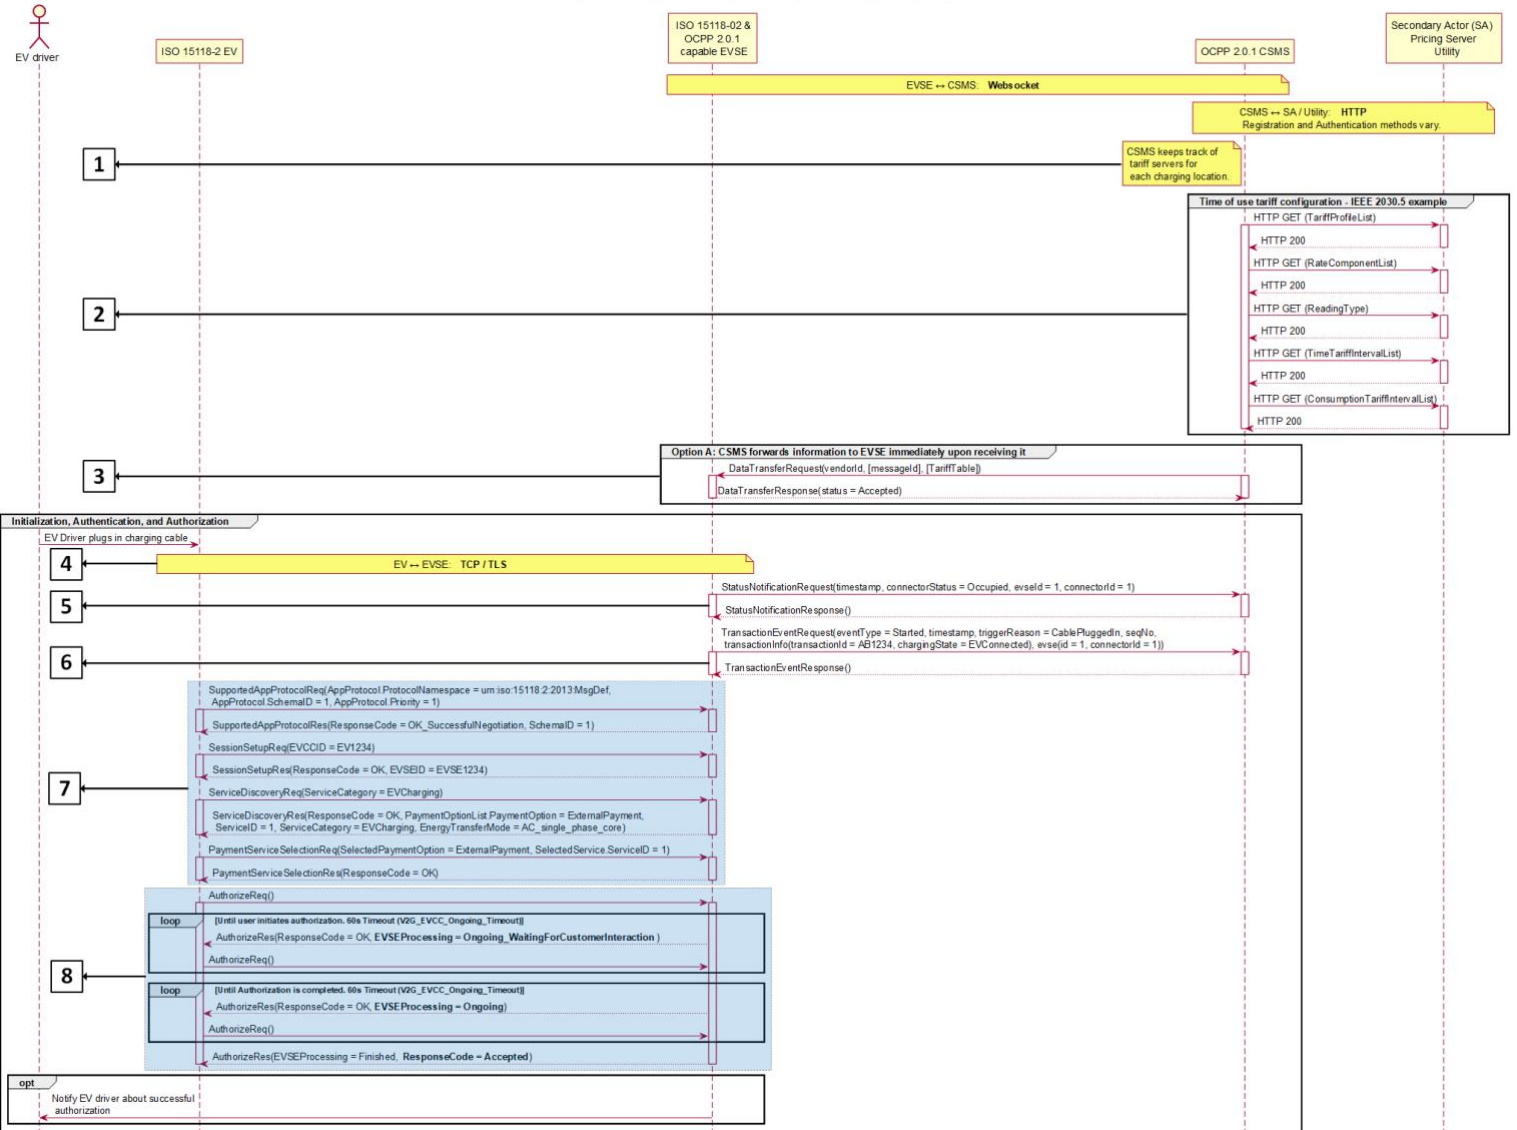 EV driver
ISO 15118-2 EV
ISO 15118-02 &
OCPP 2.0.1
capable EVSE
OCPP 2.0.1 CSMS
Secondary Actor (SA)
Pricing Server
Utility
EVSE ↔ CSMS: Websocket
CSMS ↔ SA / Utility: HTTP
Registration and Authentication methods vary.
1
CSMS keeps track of
tariff servers for
each charging location.
Time of use tariff configuration - IEEE 2030.5 example
HTTP GET (TariffProfileList)
HTTP 200
HTTP GET (RateComponentList)
HTTP 200
2
HTTP GET (ReadingType)
HTTP 200
HTTP GET (TimeTariffIntervalList)
HTTP 200
HTTP GET (ConsumptionTariffIntervalList)
HTTP 200
Option A: CSMS forwards information to EVSE immediately upon receiving it
3
DataTransferRequest(vendorId, [messageId], [TariffTable])
DataTransferResponse(status = Accepted)
Initialization, Authentication, and Authorization
EV Driver plugs in charging cable
4
EV ↔ EVSE: TCP / TLS
5
StatusNotificationRequest(timestamp, connectorStatus = Occupied, evseId = 1, connectorId = 1)
StatusNotificationResponse()
6
TransactionEventRequest(eventType = Started, timestamp, triggerReason = CablePluggedIn, seqNo,
transactionInfo(transactionId = AB1234, chargingState = EVConnected), evse(id = 1, connectorId = 1))
TransactionEventResponse()
SupportedAppProtocolReq(AppProtocol.ProtocolNamespace = urn:iso:15118:2:2013:MsgDef,
AppProtocol.SchemaID = 1, AppProtocol.Priority = 1)
SupportedAppProtocolRes(ResponseCode = OK_SuccessfulNegotiation, SchemaID = 1)
SessionSetupReq(EVCCID = EV1234)
SessionSetupRes(ResponseCode = OK, EVSEID = EVSE1234)
7
ServiceDiscoveryReq(ServiceCategory = EVCharging)
ServiceDiscoveryRes(ResponseCode = OK, PaymentOptionList.PaymentOption = ExternalPayment,
ServiceID = 1, ServiceCategory = EVCharging, EnergyTransferMode = AC_single_phase_core)
PaymentServiceSelectionReq(SelectedPaymentOption = ExternalPayment, SelectedService.ServiceID = 1)
PaymentServiceSelectionRes(ResponseCode = OK)
AuthorizeReq()
loop [Until user initiates authorization. 60s Timeout (V2G_EVCC_Ongoing_Timeout)]
AuthorizeRes(ResponseCode = OK, EVSEProcessing = Ongoing_WaitingForCustomerInteraction )
AuthorizeReq()
8
loop [Until Authorization is completed. 60s Timeout (V2G_EVCC_Ongoing_Timeout)]
AuthorizeRes(ResponseCode = OK, EVSEProcessing = Ongoing)
AuthorizeReq()
AuthorizeRes(EVSEProcessing = Finished, ResponseCode = Accepted)
opt
Notify EV driver about successful
authorization